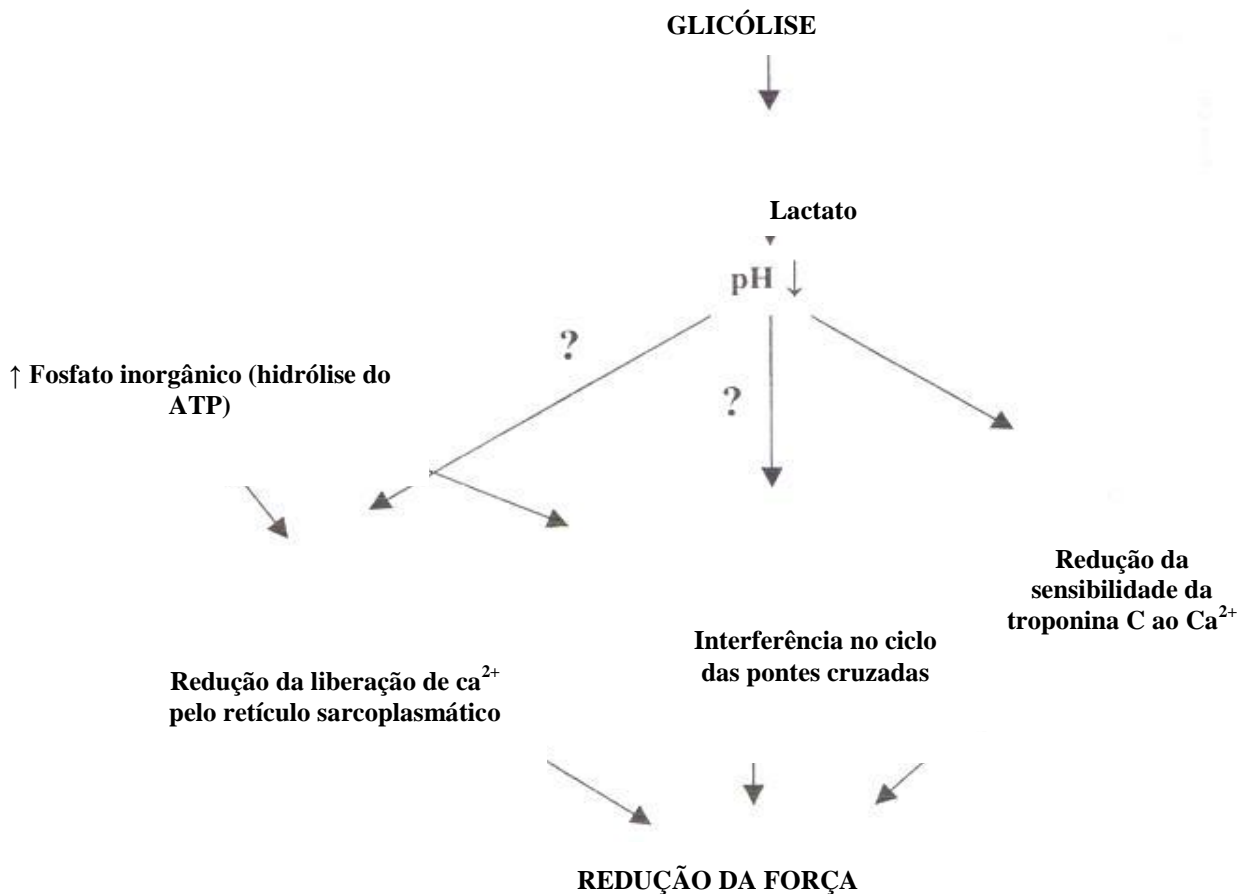 GLICÓLISE
Lactato
pH ↓
?
↑ Fosfato inorgânico (hidrólise do
ATP)
?
Redução da
sensibilidade da
troponina C ao Ca²⁺
Interferência no ciclo
das pontes cruzadas
Redução da liberação de ca²⁺
pelo retículo sarcoplasmático
REDUÇÃO DA FORÇA